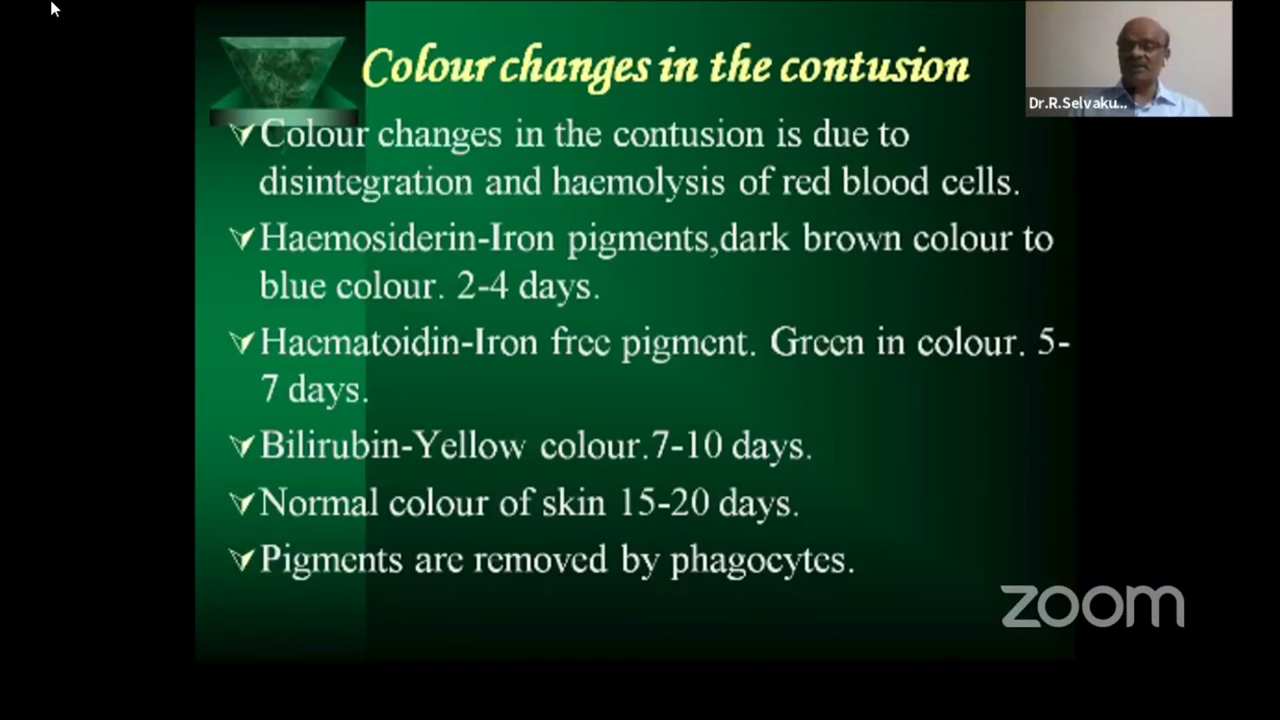 Colour changes in the contusion
Dr.R.Selvaku...
Colour changes in the contusion is due to
disintegration and haemolysis of red blood cells.
Haemosiderin-Iron pigments,dark brown colour to
blue colour. 2-4 days.
Haematoidin-Iron free pigment. Green in colour. 5-
7 days.
Bilirubin-Yellow colour.7-10 days.
Normal colour of skin 15-20 days.
Pigments are removed by phagocytes.
zoom